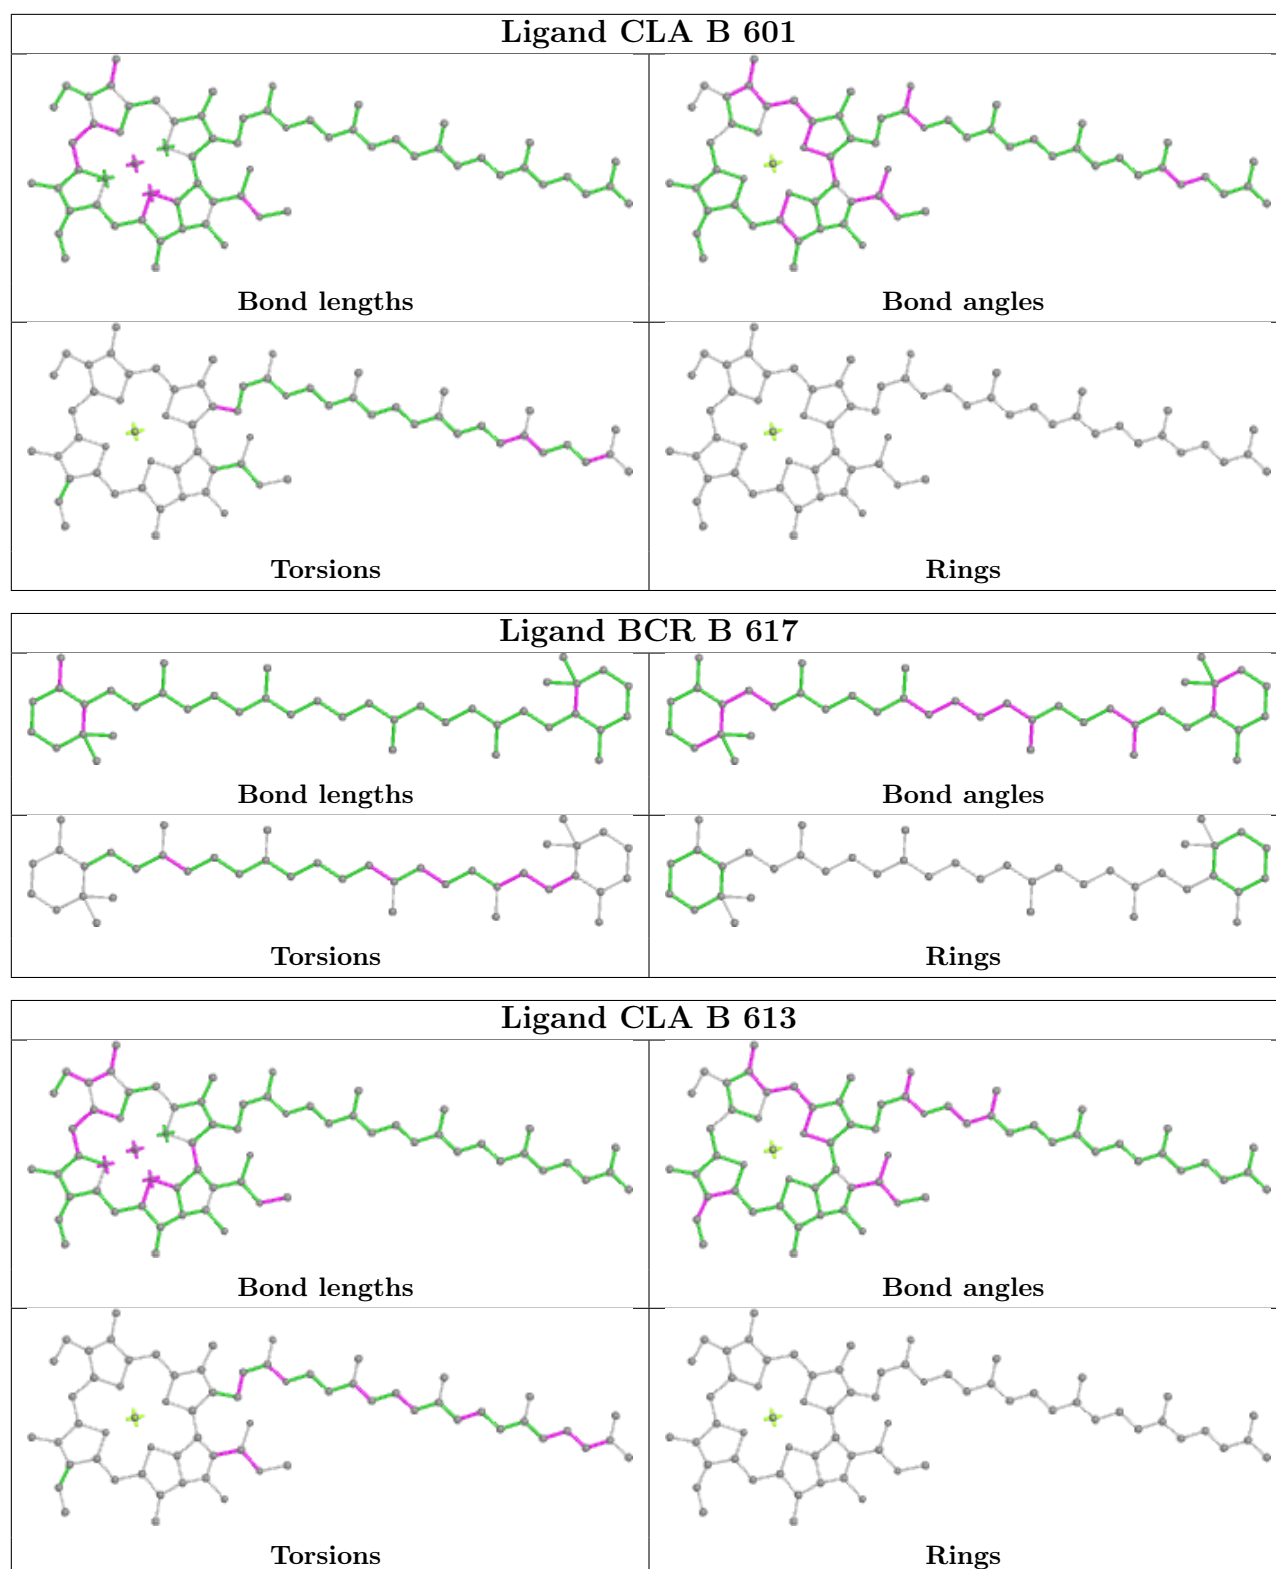 Ligand CLA B 601
Bond lengths
Bond angles
Torsions
Rings
Ligand BCR B 617
Bond lengths
Bond angles
Torsions
Rings
Ligand CLA B 613
Bond lengths
Bond angles
Torsions
Rings